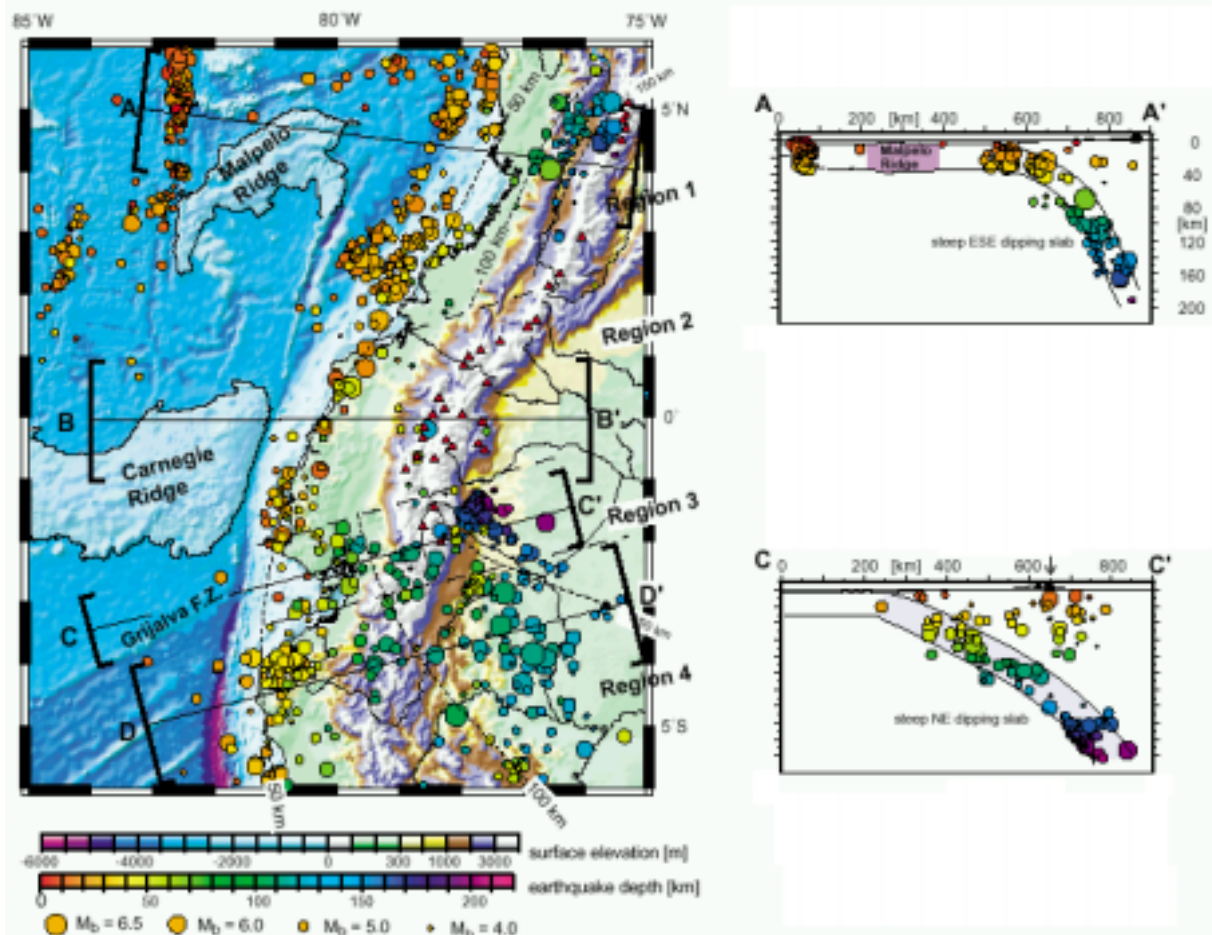 85°W 80°W 75°W
50 km
150 km
A
5°N
Malpelo
Ridge
Region 1
100 km
Region 2
B
0°
B'
Carnegie
Ridge
C'
Region 3
Grijalva F.Z.
C
D'
Region 4
D
5°S
50 km
100 km
-6000 -4000 -2000 0 300 1000 3000
surface elevation [m]
0 50 100 150 200
earthquake depth [km]
Mb = 6.5 Mb = 6.0 Mb = 5.0 Mb = 4.0
A A'
0 200 [km] 400 600 800
0
Malpelo
Ridge
40
80
[km]
steep ESE dipping slab
120
160
200
C C'
0 200 [km] 400 600 800
steep NE dipping slab